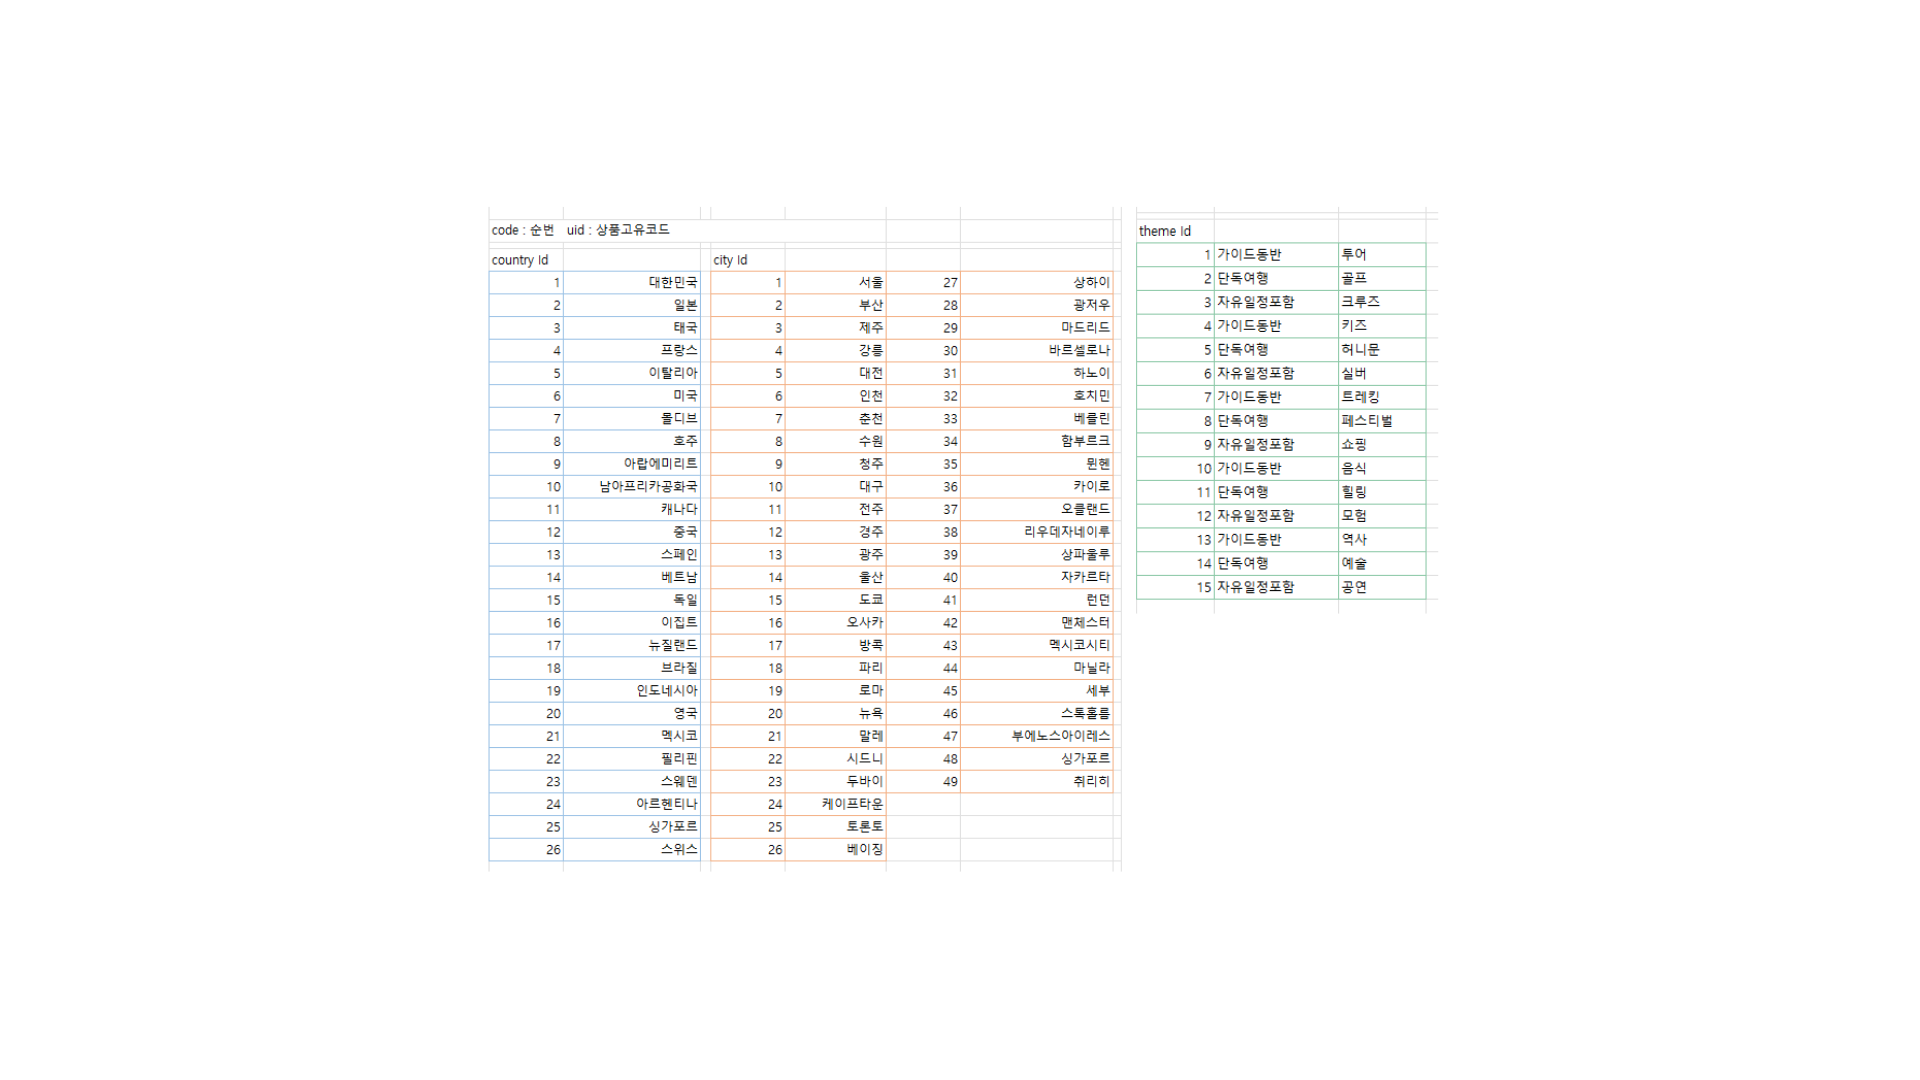 code : 순번 uid : 상품고유코드
country Id
1 대한민국
2 일본
3 태국
4 프랑스
5 이탈리아
6 미국
7 몰디브
8 호주
9 아랍에미리트
10 남아프리카공화국
11 캐나다
12 중국
13 스페인
14 베트남
15 독일
16 이집트
17 뉴질랜드
18 브라질
19 인도네시아
20 영국
21 멕시코
22 필리핀
23 스웨덴
24 아르헨티나
25 싱가포르
26 스위스
city Id
1 서울 27 상하이
2 부산 28 광저우
3 제주 29 마드리드
4 강릉 30 바르셀로나
5 대전 31 하노이
6 인천 32 호치민
7 춘천 33 베를린
8 수원 34 함부르크
9 청주 35 뮌헨
10 대구 36 카이로
11 전주 37 오클랜드
12 경주 38 리우데자네이루
13 광주 39 상파울루
14 울산 40 자카르타
15 도쿄 41 런던
16 오사카 42 맨체스터
17 방콕 43 멕시코시티
18 파리 44 마닐라
19 로마 45 세부
20 뉴욕 46 스톡홀름
21 말레 47 부에노스아이레스
22 시드니 48 싱가포르
23 두바이 49 취리히
24 케이프타운
25 토론토
26 베이징
theme Id
1 가이드동반 투어
2 단독여행 골프
3 자유일정포함 크루즈
4 가이드동반 키즈
5 단독여행 허니문
6 자유일정포함 실버
7 가이드동반 트레킹
8 단독여행 페스티벌
9 자유일정포함 쇼핑
10 가이드동반 음식
11 단독여행 힐링
12 자유일정포함 모험
13 가이드동반 역사
14 단독여행 예술
15 자유일정포함 공연